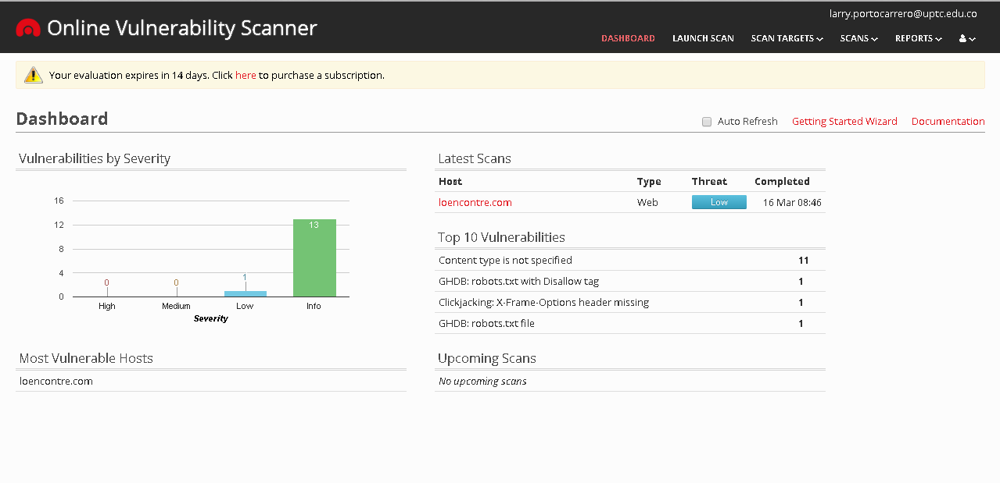 larry.portocarrero@uptc.edu.co
Online Vulnerability Scanner
DASHBOARD LAUNCH SCAN SCAN TARGETS SCANS REPORTS
Your evaluation expires in 14 days. Click here to purchase a subscription.
Dashboard
Auto Refresh Getting Started Wizard Documentation
Vulnerabilities by Severity
16
12
8
4
0
0
0
1
13
High Medium Low Info
Severity
Most Vulnerable Hosts
loencontre.com
Latest Scans
Host Type Threat Completed
loencontre.com Web Low 16 Mar 08:46
Top 10 Vulnerabilities
Content type is not specified 11
GHDB: robots.txt with Disallow tag 1
Clickjacking: X-Frame-Options header missing 1
GHDB: robots.txt file 1
Upcoming Scans
No upcoming scans